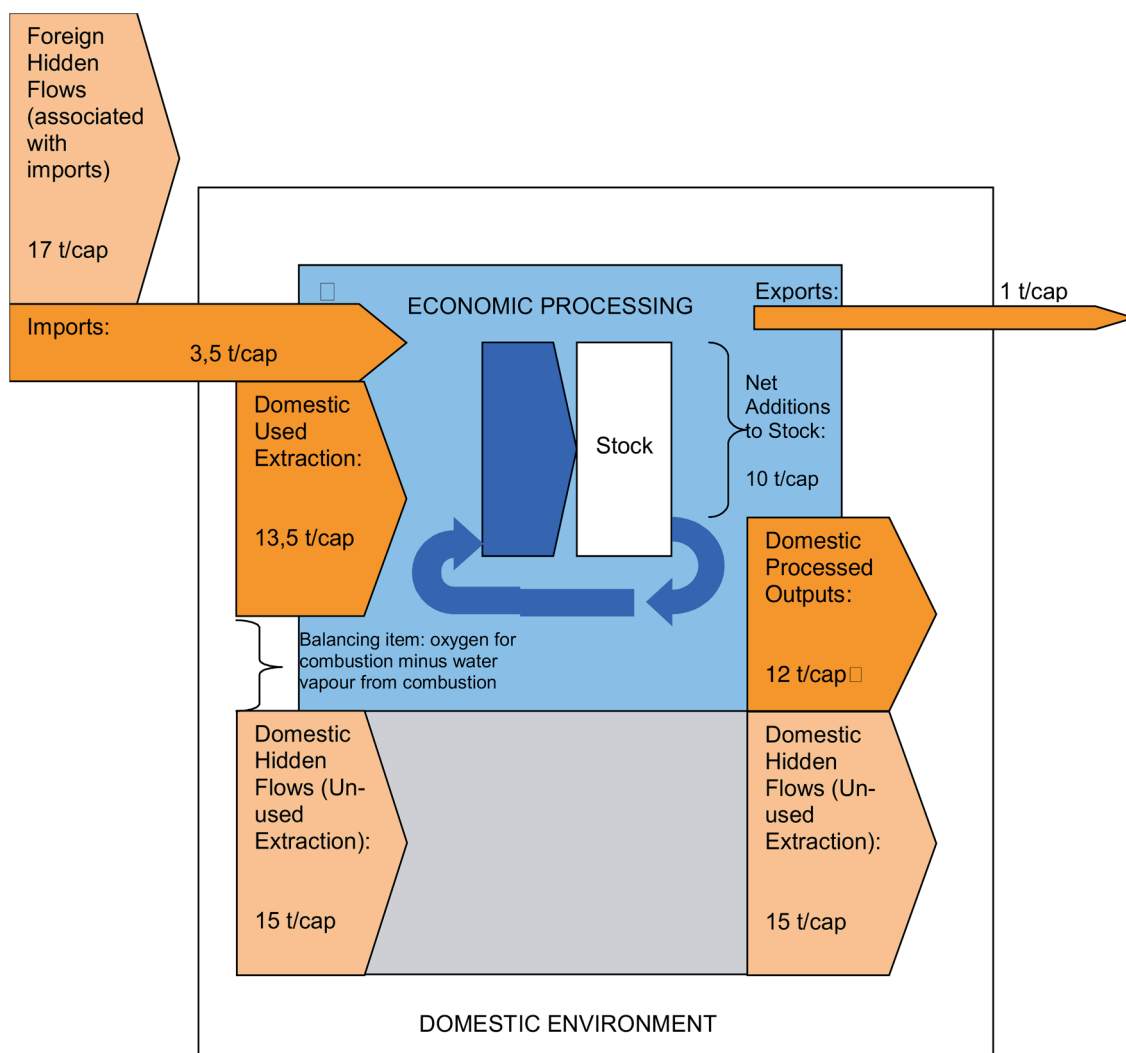 Foreign
Hidden
Flows
(associated
with
imports)
17 t/cap
Imports:
3,5 t/cap
ECONOMIC PROCESSING
Exports:
1 t/cap
Domestic
Used
Extraction:
13,5 t/cap
Stock
Net
Additions
to Stock:
10 t/cap
Domestic
Processed
Outputs:
12 t/cap
Balancing item: oxygen for
combustion minus water
vapour from combustion
Domestic
Hidden
Flows (Un-
used
Extraction):
15 t/cap
Domestic
Hidden
Flows (Un-
used
Extraction):
15 t/cap
DOMESTIC ENVIRONMENT